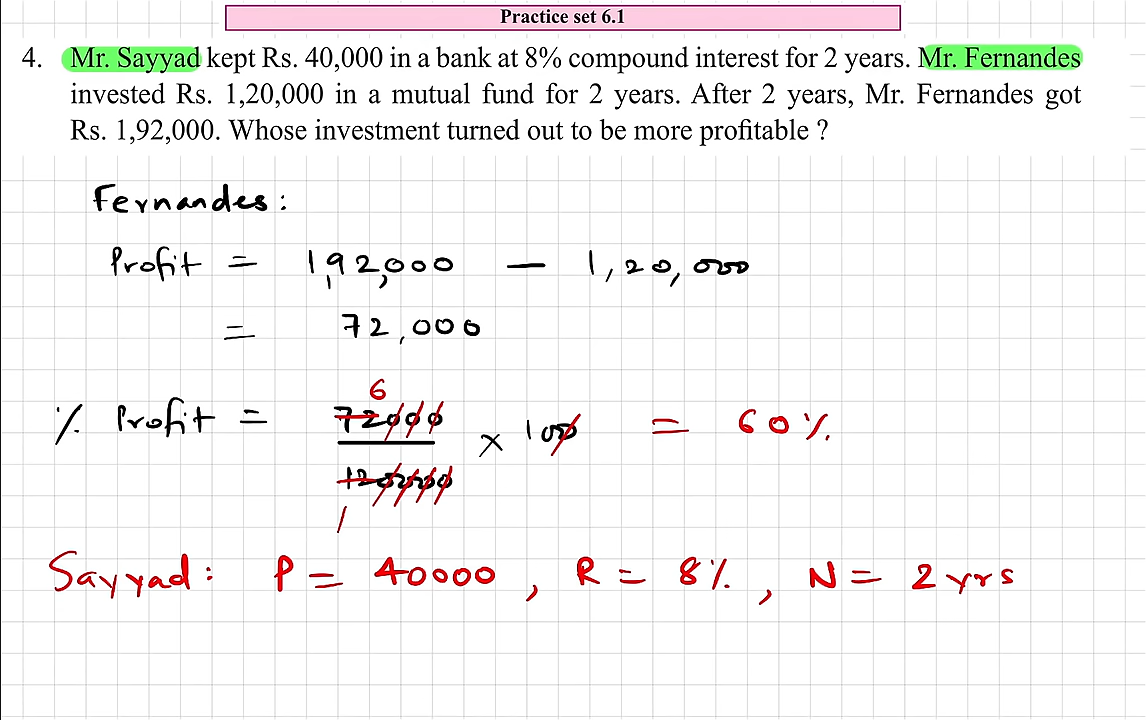 Practice set 6.1
4. Mr. Sayyad kept Rs. 40,000 in a bank at 8% compound interest for 2 years. Mr. Fernandes
invested Rs. 1,20,000 in a mutual fund for 2 years. After 2 years, Mr. Fernandes got
Rs. 1,92,000. Whose investment turned out to be more profitable ?
Fernandes:
Profit = 1,92,000 — 1,20,000
= 72,000
% Profit = 72000/120000 × 100 = 60%
6
1
Sayyad: P = 40000, R = 8%, N = 2 yrs